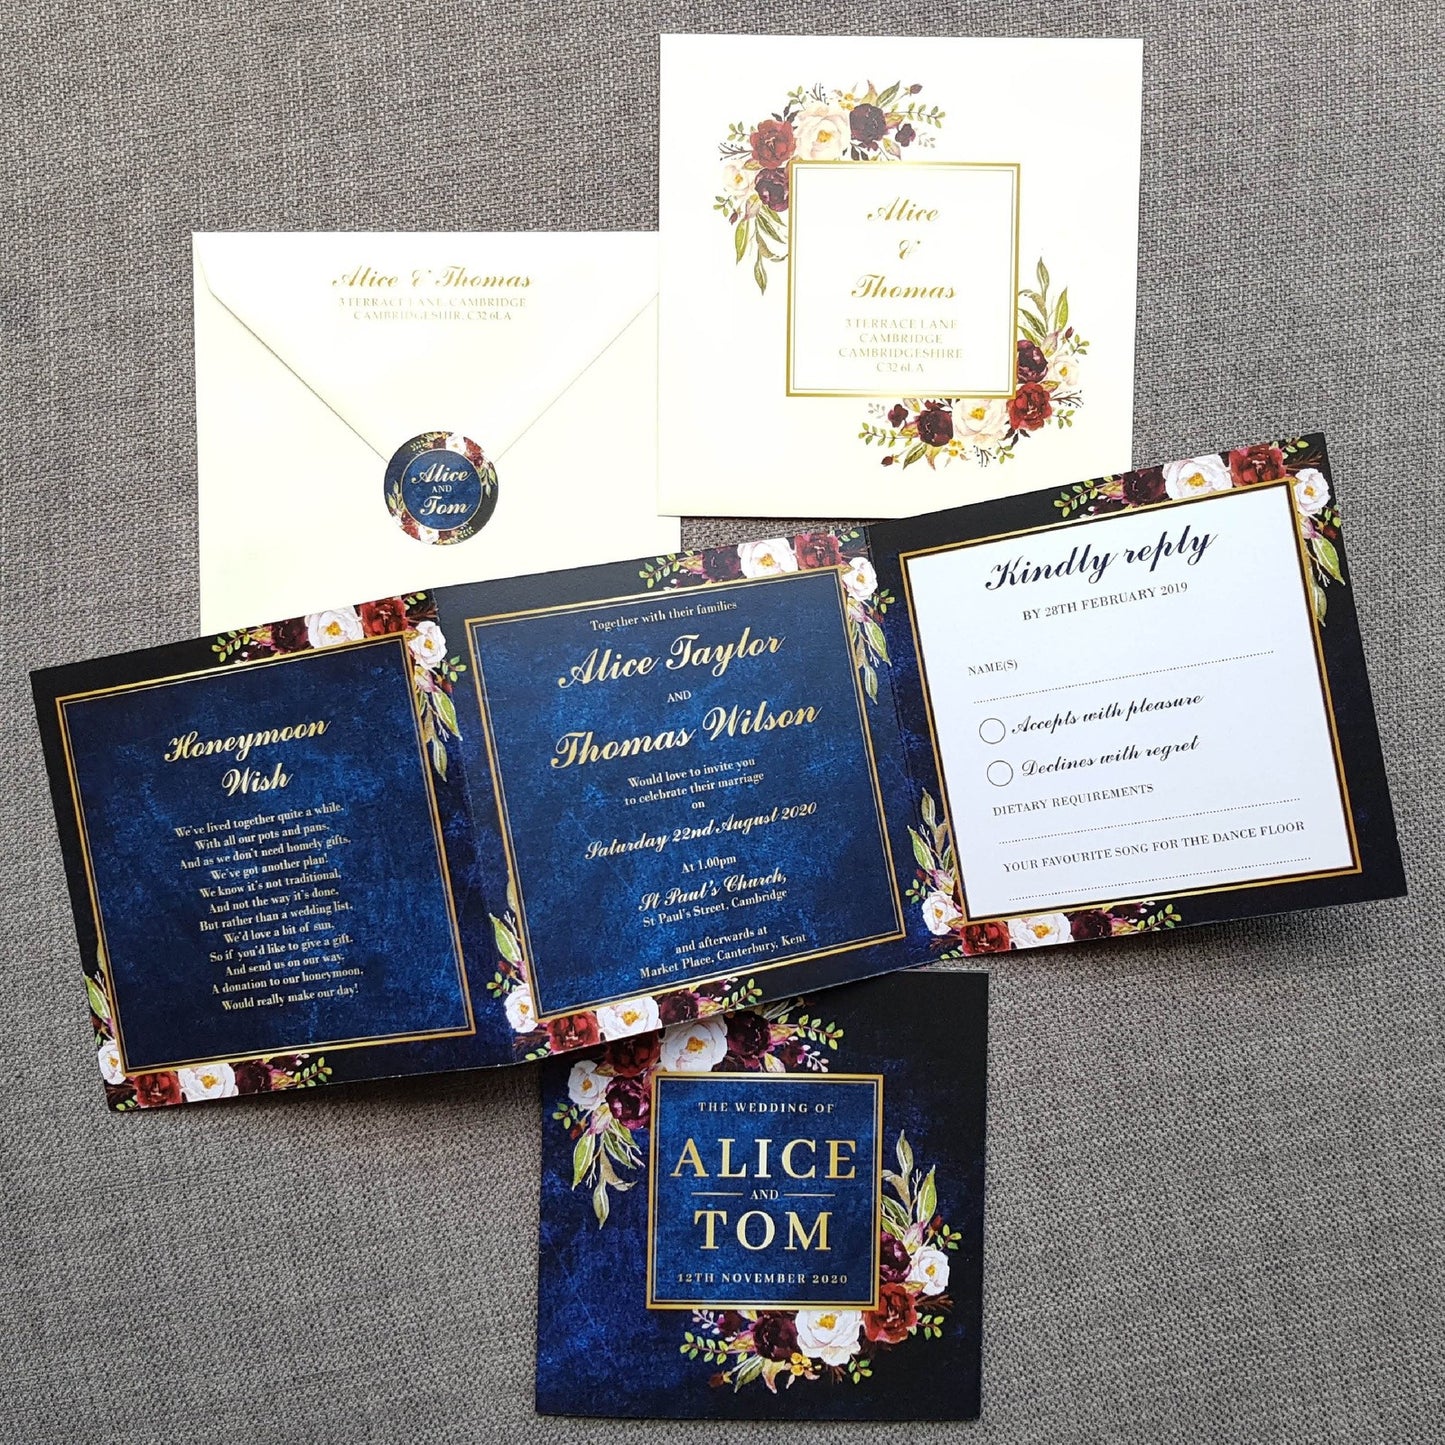 Alice & Thomas
3 TERRACE LANE, CAMBRIDGE
CAMBRIDGESHIR, C32 6LA
Alice
AND
Tom
Alice
&
Thomas
3 TERRACE LANE
CAMBRIDGE
CAMBRIDGESHIRE
C32 6LA
Honeymoon
Wish
We've lived together quite a while,
With all our pots and pans,
And as we don't need homely gifts,
We've got another plan!
We know it's not traditional,
And not the way it's done,
But rather than a wedding list,
We'd love a bit of sun,
So if you'd like to give a gift,
And send us on our way,
A donation to our honeymoon,
Would really make our day!
Together with their families
Alice Taylor
AND
Thomas Wilson
Would love to invite you
to celebrate their marriage
on
Saturday 22nd August 2020
At 1.00pm
St Paul's Church,
St Paul's Street, Cambridge
and afterwards at
Market Place, Canterbury, Kent
Kindly reply
BY 28TH FEBRUARY 2019
NAME(S)
Accepts with pleasure
Declines with regret
DIETARY REQUIREMENTS
YOUR FAVOURITE SONG FOR THE DANCE FLOOR
THE WEDDING OF
ALICE
AND
TOM
12TH NOVEMBER 2020